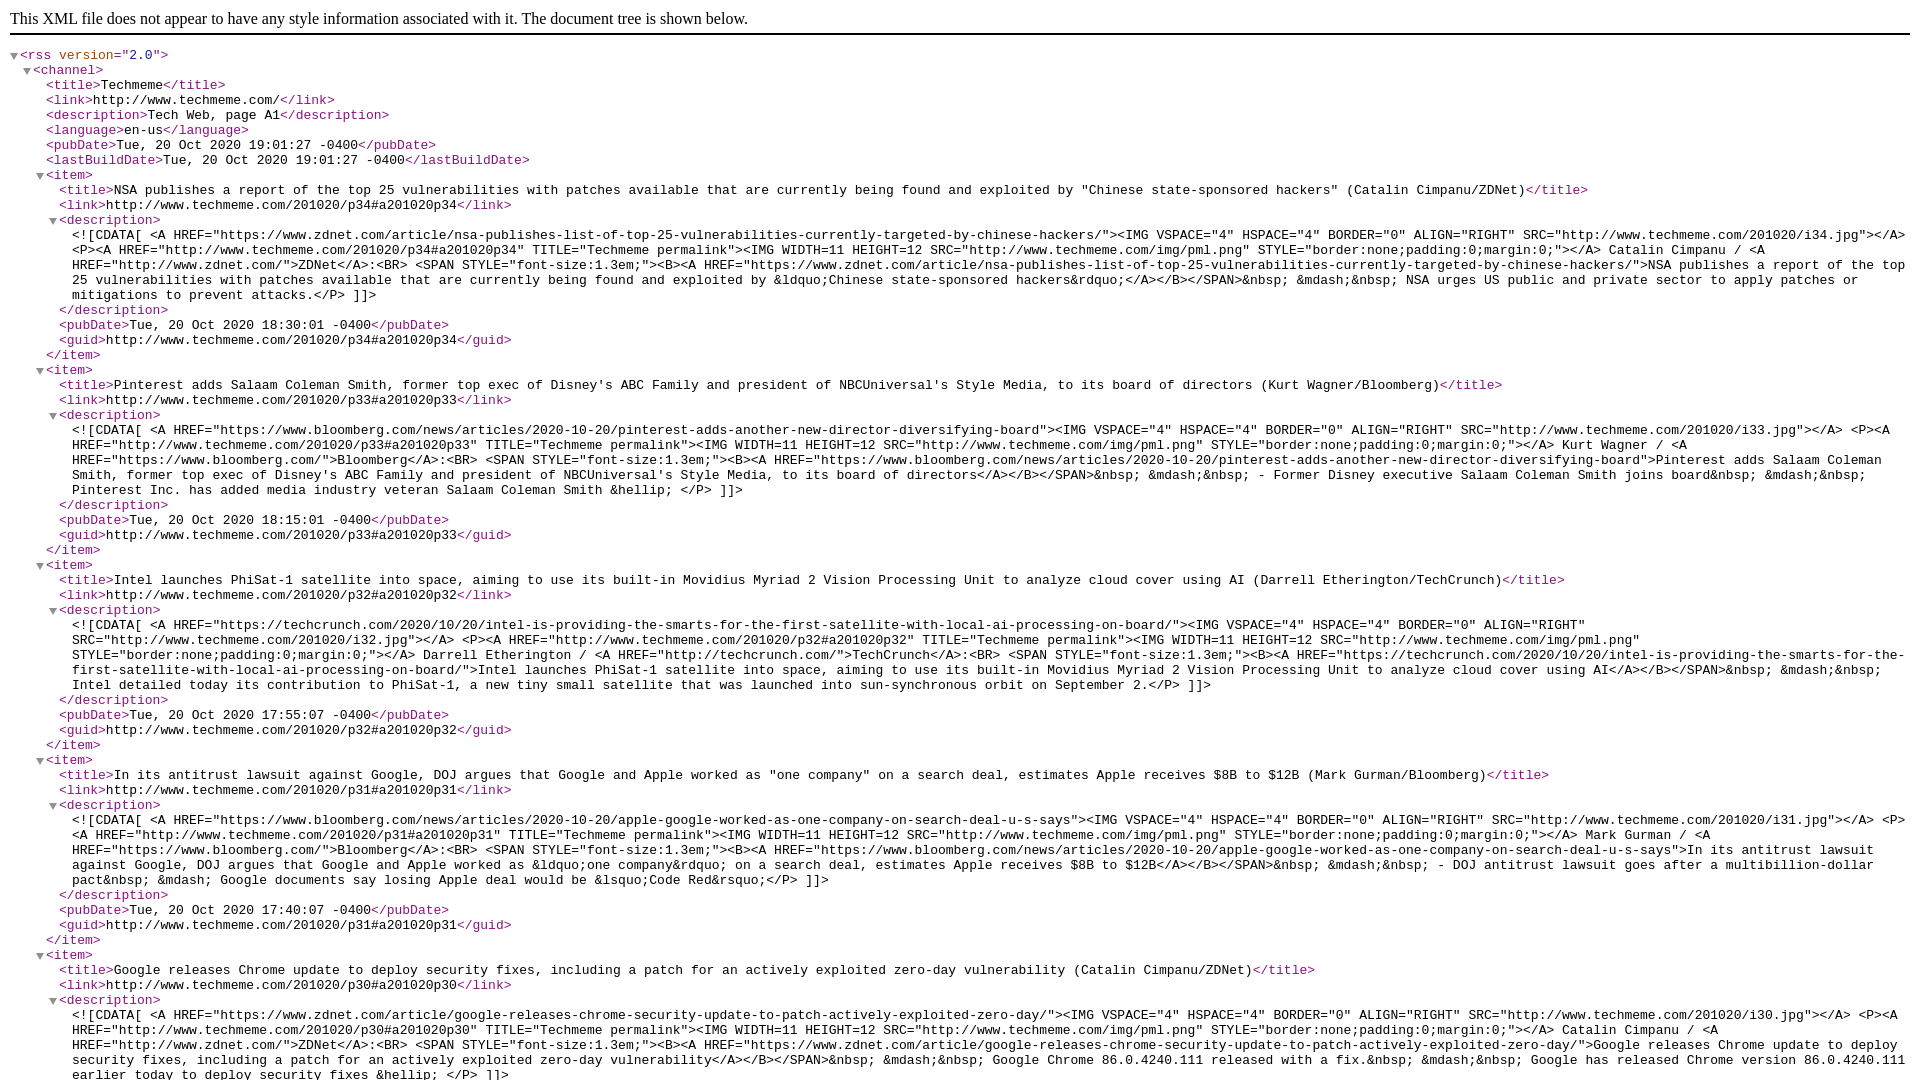 This XML file does not appear to have any style information associated with it. The document tree is shown below.
<rss version="2.0">
<channel>
<title>Techmeme</title>
<link>http://www.techmeme.com/</link>
<description>Tech Web, page A1</description>
<language>en-us</language>
<pubDate>Tue, 20 Oct 2020 19:01:27 -0400</pubDate>
<lastBuildDate>Tue, 20 Oct 2020 19:01:27 -0400</lastBuildDate>
<item>
<title>NSA publishes a report of the top 25 vulnerabilities with patches available that are currently being found and exploited by "Chinese state-sponsored hackers" (Catalin Cimpanu/ZDNet)</title>
<link>http://www.techmeme.com/201020/p34#a201020p34</link>
<description>
<![CDATA[ <A HREF="https://www.zdnet.com/article/nsa-publishes-list-of-top-25-vulnerabilities-currently-targeted-by-chinese-hackers/"><IMG VSPACE="4" HSPACE="4" BORDER="0" ALIGN="RIGHT" SRC="http://www.techmeme.com/201020/i34.jpg"></A>
<P><A HREF="http://www.techmeme.com/201020/p34#a201020p34" TITLE="Techmeme permalink"><IMG WIDTH=11 HEIGHT=12 SRC="http://www.techmeme.com/img/pml.png" STYLE="border:none;padding:0;margin:0;"></A> Catalin Cimpanu / <A
HREF="http://www.zdnet.com/">ZDNet</A>:<BR> <SPAN STYLE="font-size:1.3em;"><B><A HREF="https://www.zdnet.com/article/nsa-publishes-list-of-top-25-vulnerabilities-currently-targeted-by-chinese-hackers/">NSA publishes a report of the top
25 vulnerabilities with patches available that are currently being found and exploited by &ldquo;Chinese state-sponsored hackers&rdquo;</A></B></SPAN>&nbsp; &mdash;&nbsp; NSA urges US public and private sector to apply patches or
mitigations to prevent attacks.</P> ]]>
</description>
<pubDate>Tue, 20 Oct 2020 18:30:01 -0400</pubDate>
<guid>http://www.techmeme.com/201020/p34#a201020p34</guid>
</item>
<item>
<title>Pinterest adds Salaam Coleman Smith, former top exec of Disney's ABC Family and president of NBCUniversal's Style Media, to its board of directors (Kurt Wagner/Bloomberg)</title>
<link>http://www.techmeme.com/201020/p33#a201020p33</link>
<description>
<![CDATA[ <A HREF="https://www.bloomberg.com/news/articles/2020-10-20/pinterest-adds-another-new-director-diversifying-board"><IMG VSPACE="4" HSPACE="4" BORDER="0" ALIGN="RIGHT" SRC="http://www.techmeme.com/201020/i33.jpg"></A> <P><A
HREF="http://www.techmeme.com/201020/p33#a201020p33" TITLE="Techmeme permalink"><IMG WIDTH=11 HEIGHT=12 SRC="http://www.techmeme.com/img/pml.png" STYLE="border:none;padding:0;margin:0;"></A> Kurt Wagner / <A
HREF="https://www.bloomberg.com/">Bloomberg</A>:<BR> <SPAN STYLE="font-size:1.3em;"><B><A HREF="https://www.bloomberg.com/news/articles/2020-10-20/pinterest-adds-another-new-director-diversifying-board">Pinterest adds Salaam Coleman
Smith, former top exec of Disney's ABC Family and president of NBCUniversal's Style Media, to its board of directors</A></B></SPAN>&nbsp; &mdash;&nbsp; - Former Disney executive Salaam Coleman Smith joins board&nbsp; &mdash;&nbsp;
Pinterest Inc. has added media industry veteran Salaam Coleman Smith &hellip; </P> ]]>
</description>
<pubDate>Tue, 20 Oct 2020 18:15:01 -0400</pubDate>
<guid>http://www.techmeme.com/201020/p33#a201020p33</guid>
</item>
<item>
<title>Intel launches PhiSat-1 satellite into space, aiming to use its built-in Movidius Myriad 2 Vision Processing Unit to analyze cloud cover using AI (Darrell Etherington/TechCrunch)</title>
<link>http://www.techmeme.com/201020/p32#a201020p32</link>
<description>
<![CDATA[ <A HREF="https://techcrunch.com/2020/10/20/intel-is-providing-the-smarts-for-the-first-satellite-with-local-ai-processing-on-board/"><IMG VSPACE="4" HSPACE="4" BORDER="0" ALIGN="RIGHT"
SRC="http://www.techmeme.com/201020/i32.jpg"></A> <P><A HREF="http://www.techmeme.com/201020/p32#a201020p32" TITLE="Techmeme permalink"><IMG WIDTH=11 HEIGHT=12 SRC="http://www.techmeme.com/img/pml.png"
STYLE="border:none;padding:0;margin:0;"></A> Darrell Etherington / <A HREF="http://techcrunch.com/">TechCrunch</A>:<BR> <SPAN STYLE="font-size:1.3em;"><B><A HREF="https://techcrunch.com/2020/10/20/intel-is-providing-the-smarts-for-the-
first-satellite-with-local-ai-processing-on-board/">Intel launches PhiSat-1 satellite into space, aiming to use its built-in Movidius Myriad 2 Vision Processing Unit to analyze cloud cover using AI</A></B></SPAN>&nbsp; &mdash;&nbsp;
Intel detailed today its contribution to PhiSat-1, a new tiny small satellite that was launched into sun-synchronous orbit on September 2.</P> ]]>
</description>
<pubDate>Tue, 20 Oct 2020 17:55:07 -0400</pubDate>
<guid>http://www.techmeme.com/201020/p32#a201020p32</guid>
</item>
<item>
<title>In its antitrust lawsuit against Google, DOJ argues that Google and Apple worked as "one company" on a search deal, estimates Apple receives $8B to $12B (Mark Gurman/Bloomberg)</title>
<link>http://www.techmeme.com/201020/p31#a201020p31</link>
<description>
<![CDATA[ <A HREF="https://www.bloomberg.com/news/articles/2020-10-20/apple-google-worked-as-one-company-on-search-deal-u-s-says"><IMG VSPACE="4" HSPACE="4" BORDER="0" ALIGN="RIGHT" SRC="http://www.techmeme.com/201020/i31.jpg"></A> <P>
<A HREF="http://www.techmeme.com/201020/p31#a201020p31" TITLE="Techmeme permalink"><IMG WIDTH=11 HEIGHT=12 SRC="http://www.techmeme.com/img/pml.png" STYLE="border:none;padding:0;margin:0;"></A> Mark Gurman / <A
HREF="https://www.bloomberg.com/">Bloomberg</A>:<BR> <SPAN STYLE="font-size:1.3em;"><B><A HREF="https://www.bloomberg.com/news/articles/2020-10-20/apple-google-worked-as-one-company-on-search-deal-u-s-says">In its antitrust lawsuit
against Google, DOJ argues that Google and Apple worked as &ldquo;one company&rdquo; on a search deal, estimates Apple receives $8B to $12B</A></B></SPAN>&nbsp; &mdash;&nbsp; - DOJ antitrust lawsuit goes after a multibillion-dollar
pact&nbsp; &mdash; Google documents say losing Apple deal would be &lsquo;Code Red&rsquo;</P> ]]>
</description>
<pubDate>Tue, 20 Oct 2020 17:40:07 -0400</pubDate>
<guid>http://www.techmeme.com/201020/p31#a201020p31</guid>
</item>
<item>
<title>Google releases Chrome update to deploy security fixes, including a patch for an actively exploited zero-day vulnerability (Catalin Cimpanu/ZDNet)</title>
<link>http://www.techmeme.com/201020/p30#a201020p30</link>
<description>
<![CDATA[ <A HREF="https://www.zdnet.com/article/google-releases-chrome-security-update-to-patch-actively-exploited-zero-day/"><IMG VSPACE="4" HSPACE="4" BORDER="0" ALIGN="RIGHT" SRC="http://www.techmeme.com/201020/i30.jpg"></A> <P><A
HREF="http://www.techmeme.com/201020/p30#a201020p30" TITLE="Techmeme permalink"><IMG WIDTH=11 HEIGHT=12 SRC="http://www.techmeme.com/img/pml.png" STYLE="border:none;padding:0;margin:0;"></A> Catalin Cimpanu / <A
HREF="http://www.zdnet.com/">ZDNet</A>:<BR> <SPAN STYLE="font-size:1.3em;"><B><A HREF="https://www.zdnet.com/article/google-releases-chrome-security-update-to-patch-actively-exploited-zero-day/">Google releases Chrome update to deploy
security fixes, including a patch for an actively exploited zero-day vulnerability</A></B></SPAN>&nbsp; &mdash;&nbsp; Google Chrome 86.0.4240.111 released with a fix.&nbsp; &mdash;&nbsp; Google has released Chrome version 86.0.4240.111
earlier today to deploy security fixes &hellip; </P> ]]>